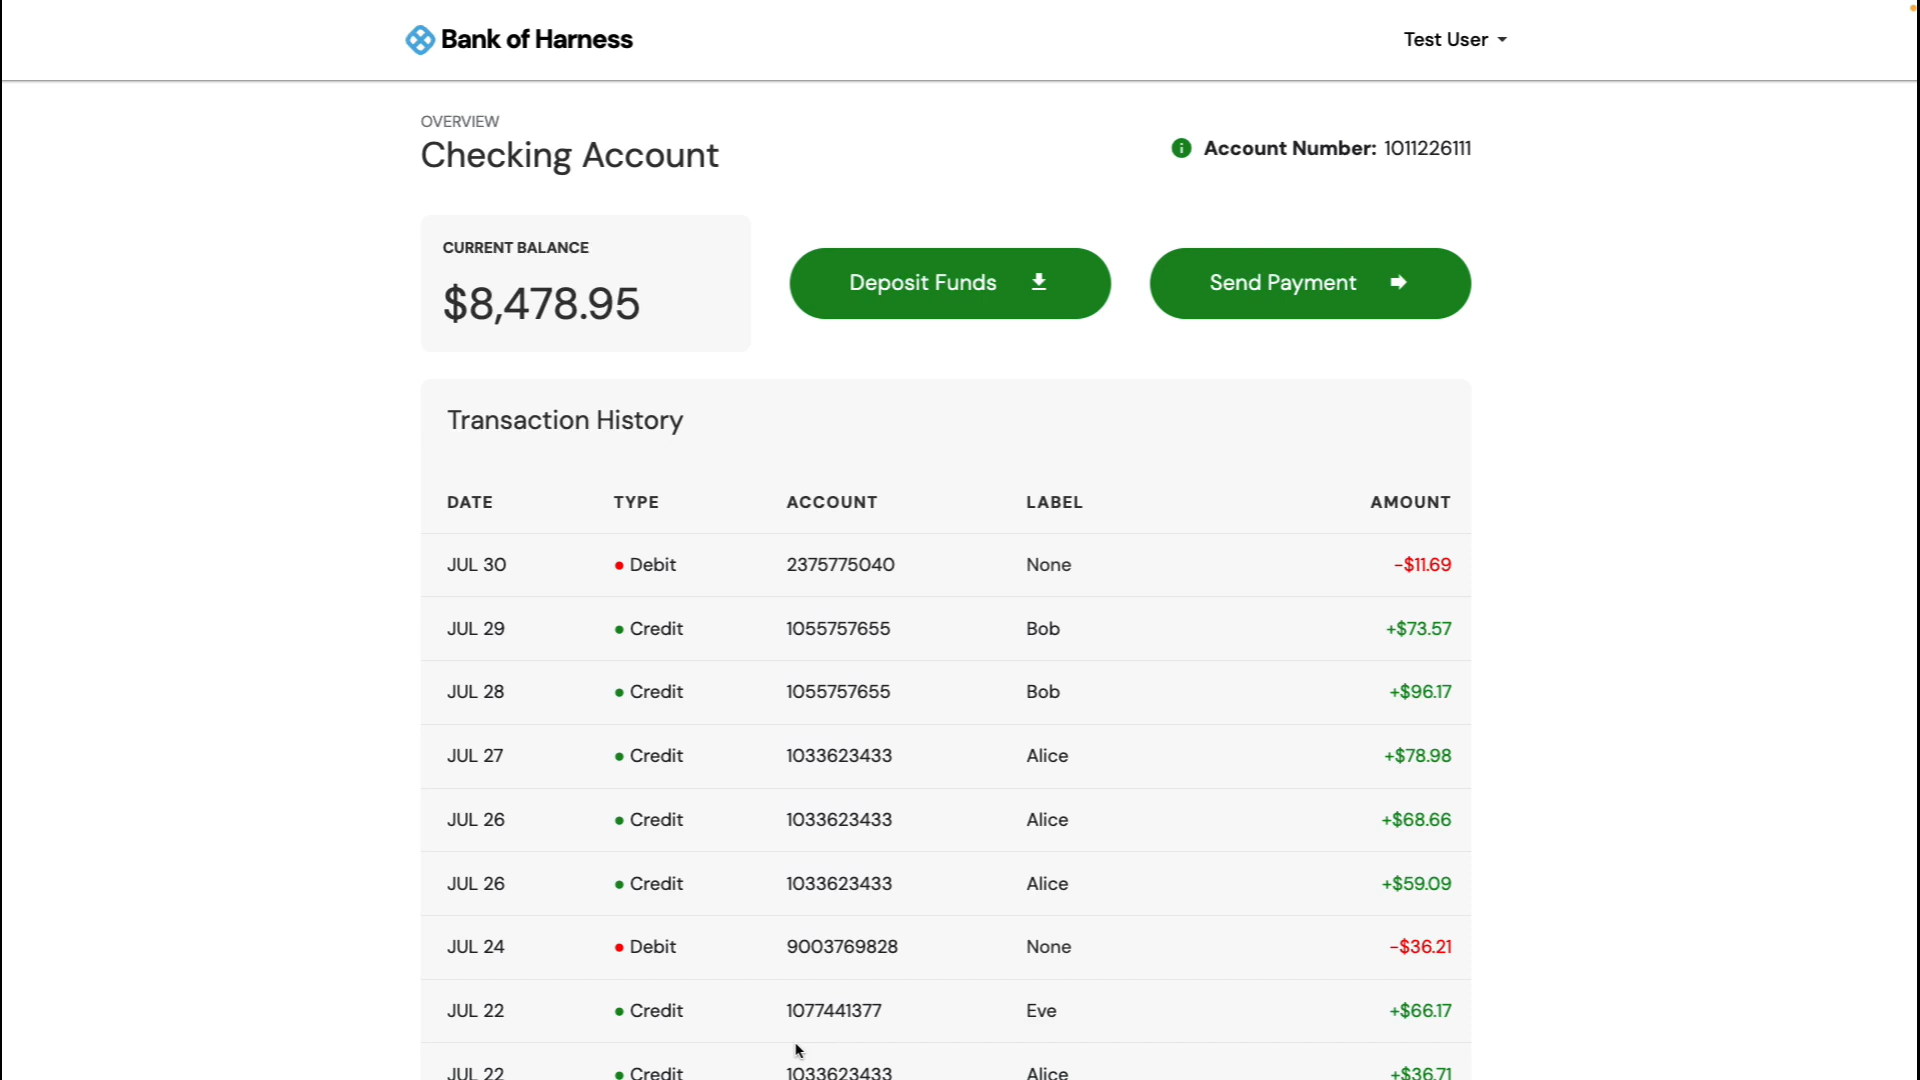 Bank of Harness
Test User
OVERVIEW
Checking Account
Account Number: 1011226111
CURRENT BALANCE
$8,478.95
Deposit Funds
Send Payment
Transaction History
DATE TYPE ACCOUNT LABEL AMOUNT
JUL 30 Debit 2375775040 None -$11.69
JUL 29 Credit 1055757655 Bob +$73.57
JUL 28 Credit 1055757655 Bob +$96.17
JUL 27 Credit 1033623433 Alice +$78.98
JUL 26 Credit 1033623433 Alice +$68.66
JUL 26 Credit 1033623433 Alice +$59.09
JUL 24 Debit 9003769828 None -$36.21
JUL 22 Credit 1077441377 Eve +$66.17
JUL 22 Credit 1033623433 Alice +$36.71